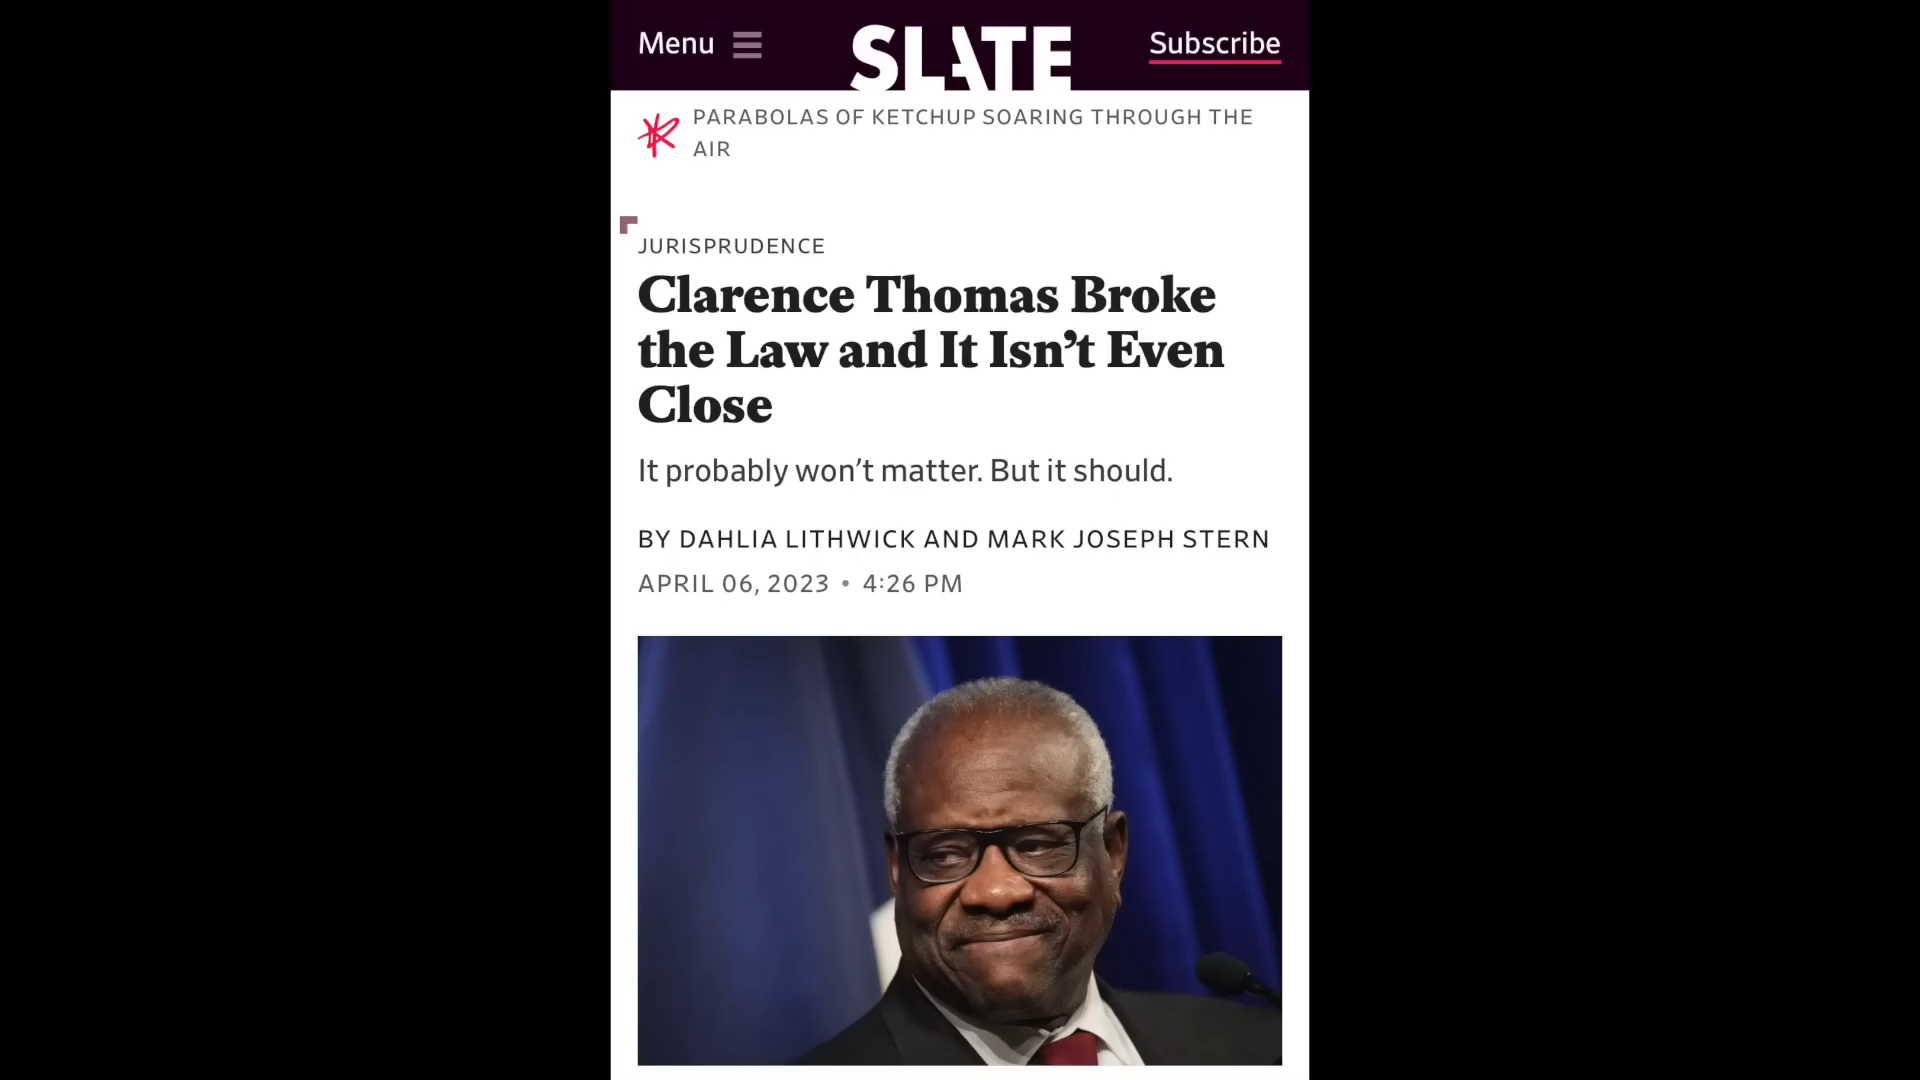 Menu
SLATE
Subscribe
PARABOLAS OF KETCHUP SOARING THROUGH THE
AIR
JURISPRUDENCE
Clarence Thomas Broke
the Law and It Isn’t Even
Close
It probably won’t matter. But it should.
BY DAHLIA LITHWICK AND MARK JOSEPH STERN
APRIL 06, 2023 • 4:26 PM